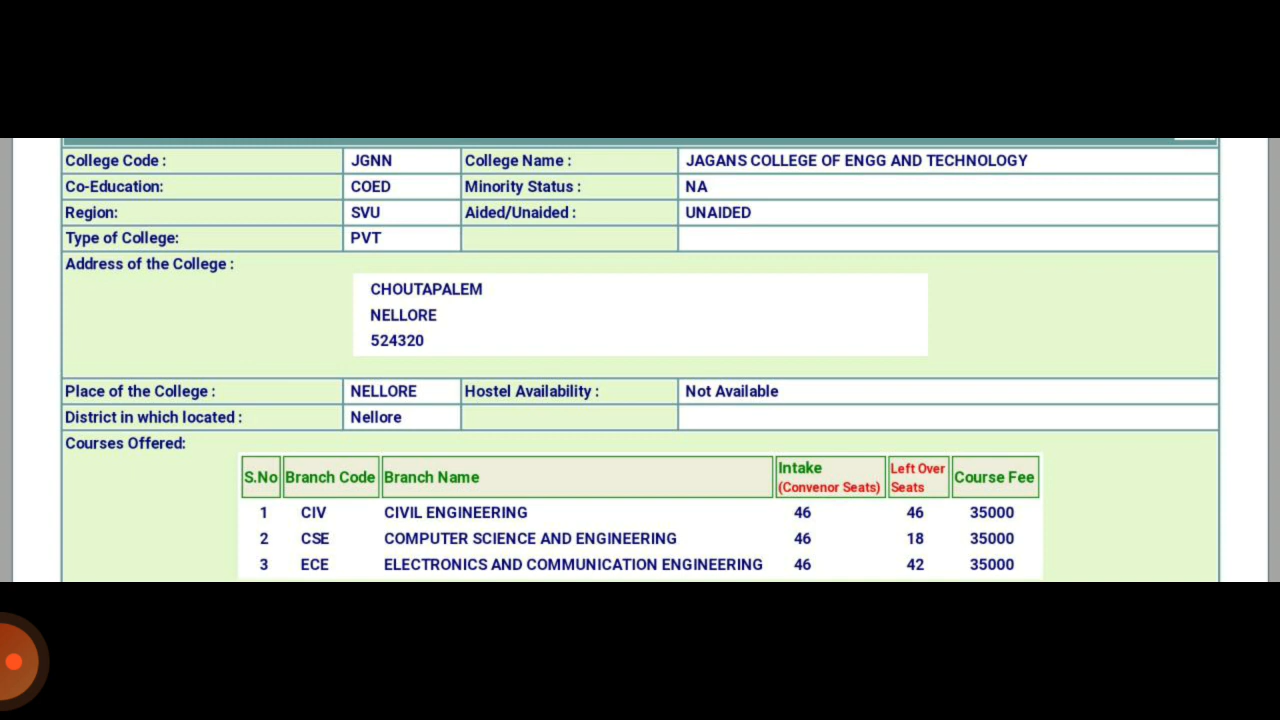 College Code : JGNN College Name : JAGANS COLLEGE OF ENGG AND TECHNOLOGY
Co-Education: COED Minority Status : NA
Region: SVU Aided/Unaided : UNAIDED
Type of College: PVT
Address of the College :
CHOUTAPALEM
NELLORE
524320
Place of the College : NELLORE Hostel Availability : Not Available
District in which located : Nellore
Courses Offered:
S.No Branch Code Branch Name Intake (Convenor Seats) Left Over Seats Course Fee
1 CIV CIVIL ENGINEERING 46 46 35000
2 CSE COMPUTER SCIENCE AND ENGINEERING 46 18 35000
3 ECE ELECTRONICS AND COMMUNICATION ENGINEERING 46 42 35000